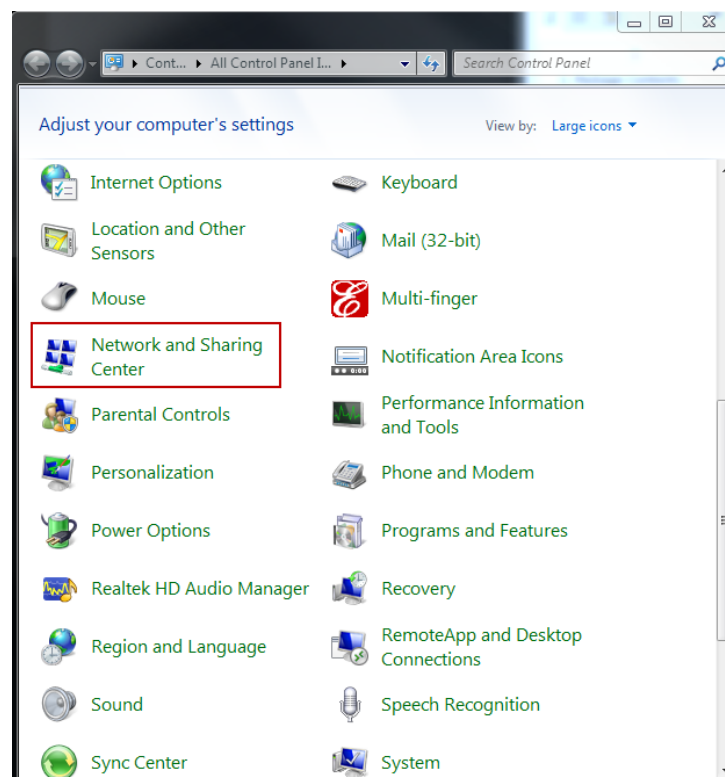 Cont... All Control Panel I... Search Control Panel
Adjust your computer's settings
View by: Large icons
Internet Options
Keyboard
Location and Other
Sensors
Mail (32-bit)
Mouse
Multi-finger
Network and Sharing
Center
Notification Area Icons
Parental Controls
Performance Information
and Tools
Personalization
Phone and Modem
Power Options
Programs and Features
Realtek HD Audio Manager
Recovery
Region and Language
RemoteApp and Desktop
Connections
Sound
Speech Recognition
Sync Center
System